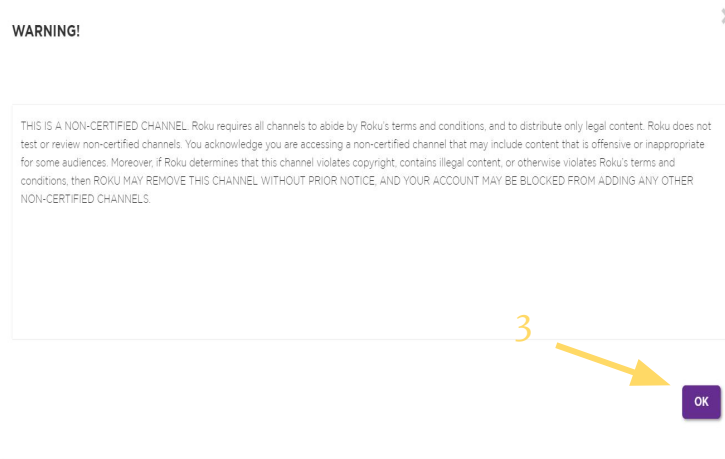 WARNING!
THIS IS A NON-CERTIFIED CHANNEL. Roku requires all channels to abide by Roku's terms and conditions, and to distribute only legal content. Roku does not
test or review non-certified channels. You acknowledge you are accessing a non-certified channel that may include content that is offensive or inappropriate
for some audiences. Moreover, if Roku determines that this channel violates copyright, contains illegal content, or otherwise violates Roku's terms and
conditions, then ROKU MAY REMOVE THIS CHANNEL WITHOUT PRIOR NOTICE, AND YOUR ACCOUNT MAY BE BLOCKED FROM ADDING ANY OTHER
NON-CERTIFIED CHANNELS.
3
OK